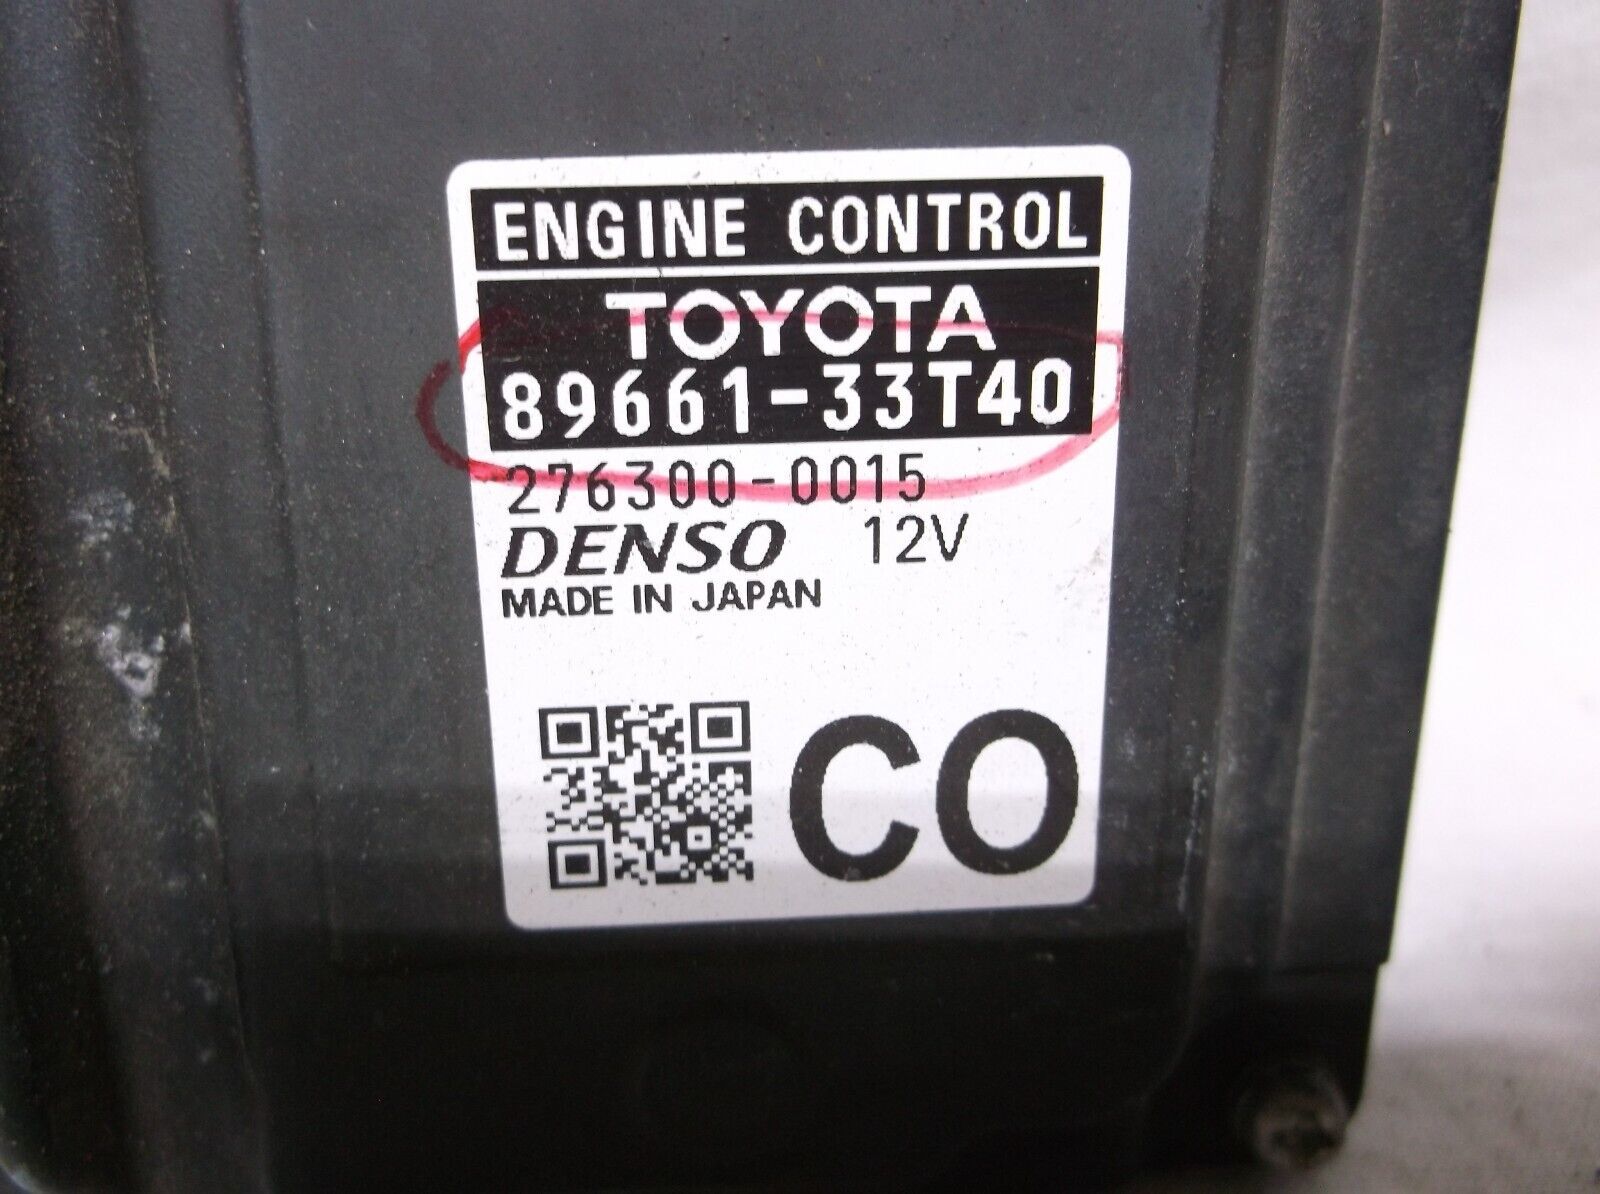 ENGINE CONTROL
TOYOTA
89661-33T40
276300-0015
DENSO 12V
MADE IN JAPAN
CO